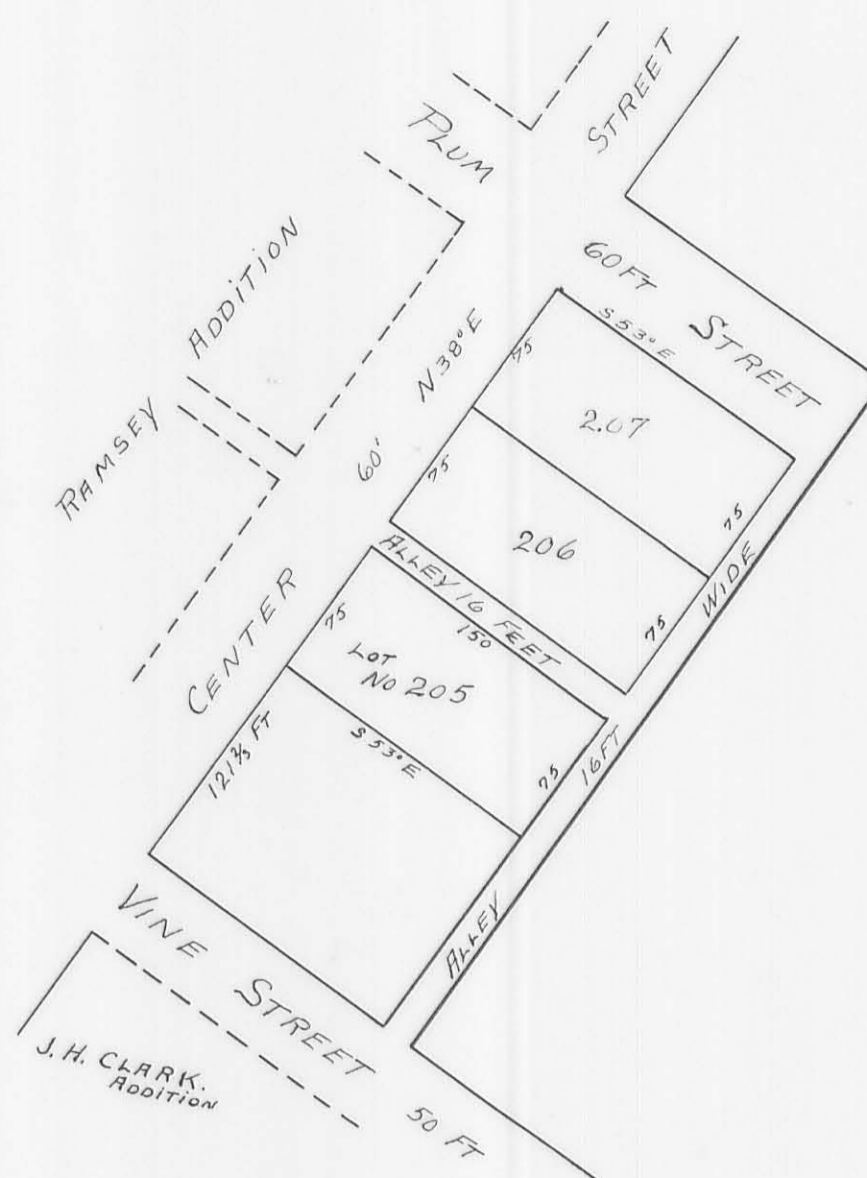 PLUM STREET
STREET
60 FT
S 53° E
RAMSEY ADDITION
N 38° E
60'
CENTER
75
207
75
75
206
75
ALLEY 16 FEET
150
75
LOT
NO 205
75
S 53° E
121 2/3 FT
ALLEY 16 FT WIDE
VINE STREET 50 FT
J. H. CLARK.
ADDITION